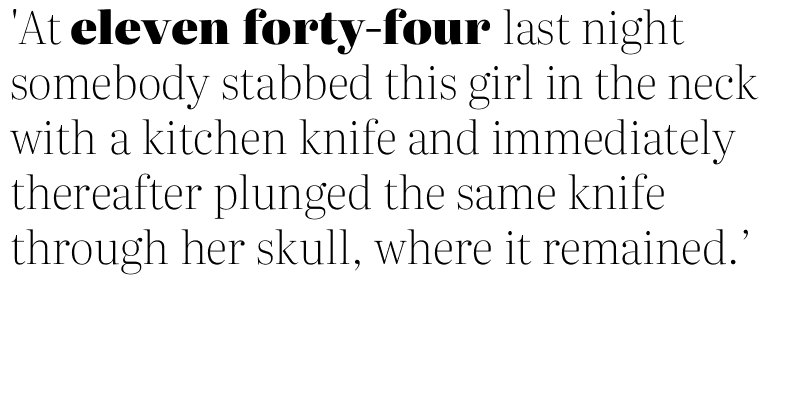 'At eleven forty-four last night
somebody stabbed this girl in the neck
with a kitchen knife and immediately
thereafter plunged the same knife
through her skull, where it remained.’